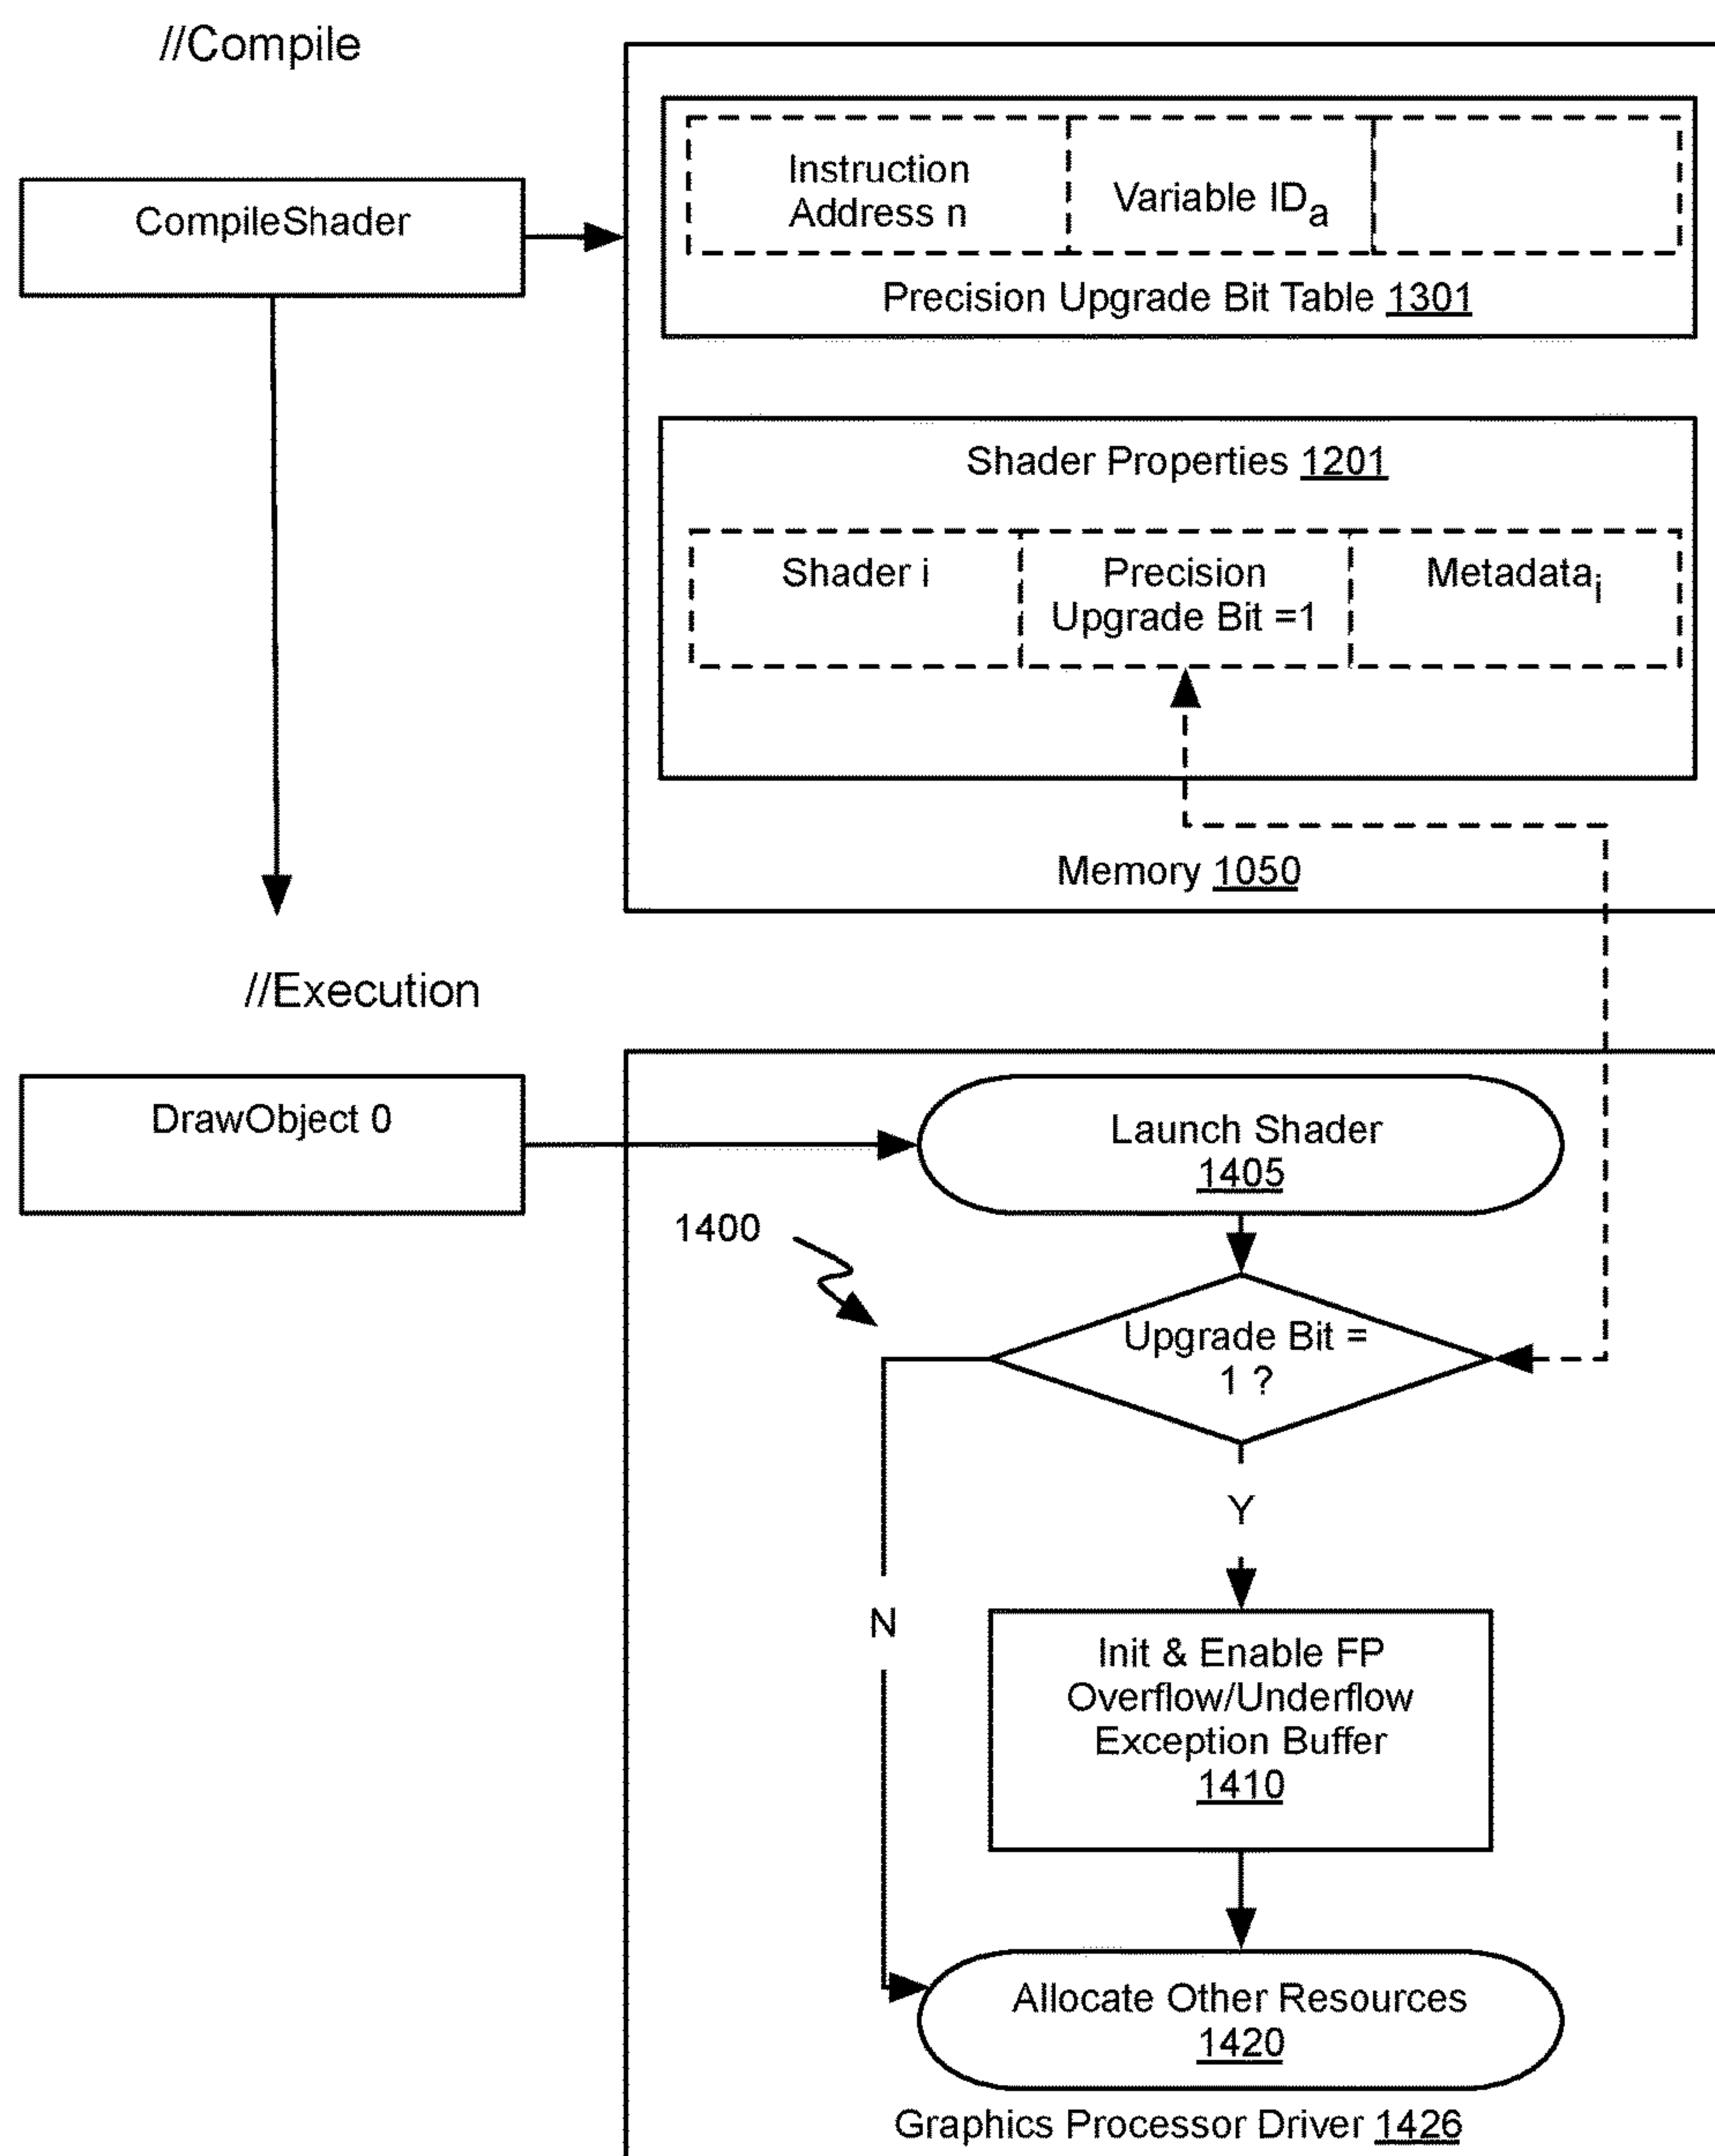 //Compile
CompileShader
Instruction
Address n
Variable IDa
Precision Upgrade Bit Table 1301
Shader Properties 1201
Shader i
Precision
Upgrade Bit =1
Metadatai
Memory 1050
//Execution
DrawObject 0
Launch Shader
1405
1400
Upgrade Bit =
1 ?
Y
N
Init & Enable FP
Overflow/Underflow
Exception Buffer
1410
Allocate Other Resources
1420
Graphics Processor Driver 1426